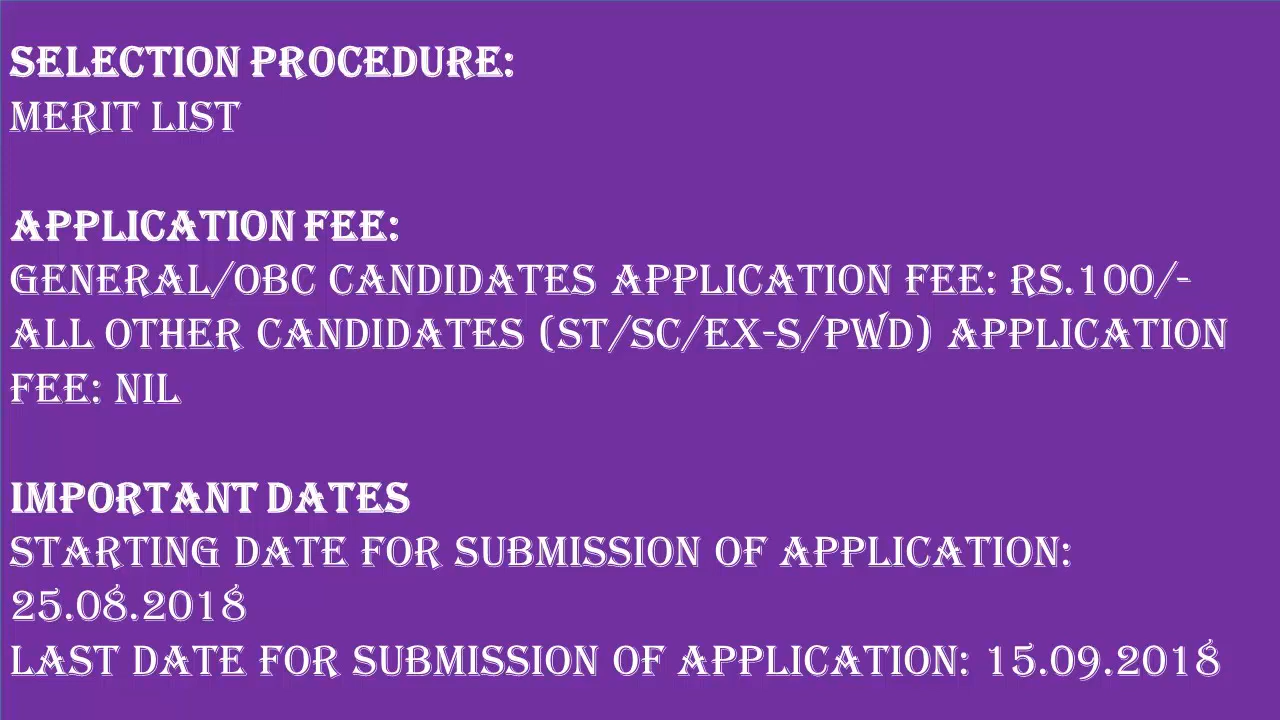 SELECTION PROCEDURE:
MERIT LIST
APPLICATION FEE:
GENERAL/OBC CANDIDATES APPLICATION FEE: RS.100/-
ALL OTHER CANDIDATES (ST/SC/EX-S/PWD) APPLICATION
FEE: NIL
IMPORTANT DATES
STARTING DATE FOR SUBMISSION OF APPLICATION:
25.08.2018
LAST DATE FOR SUBMISSION OF APPLICATION: 15.09.2018